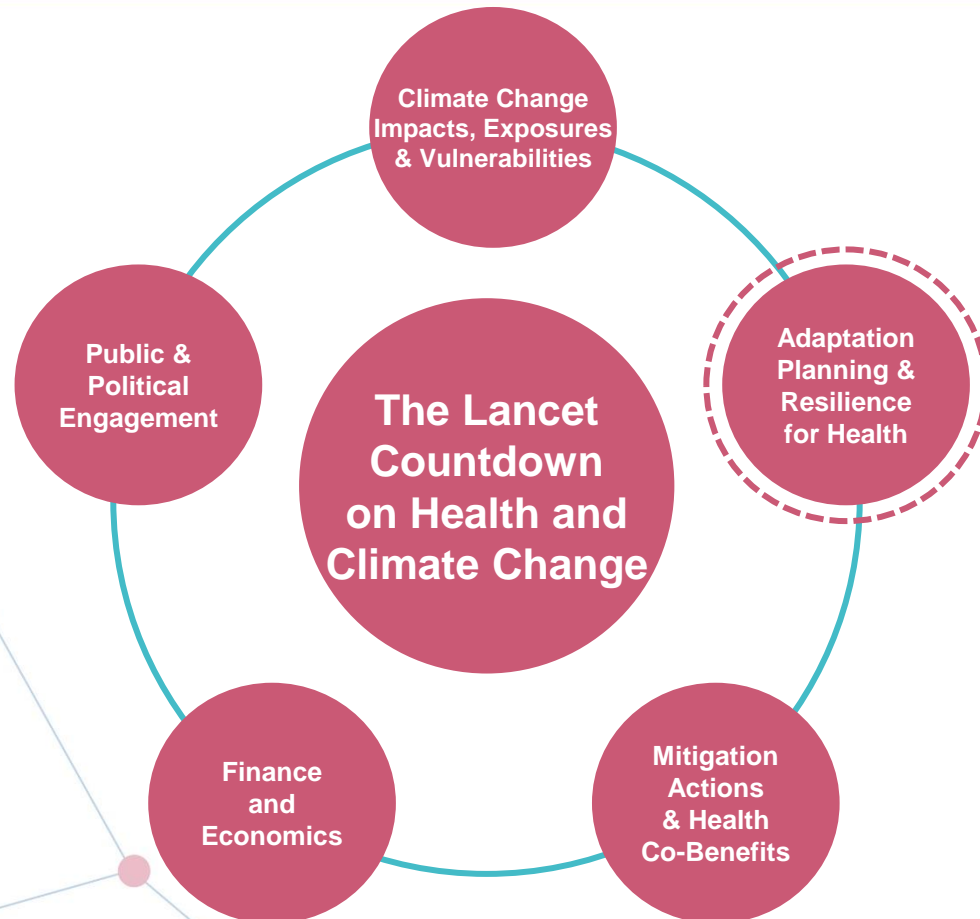 Climate Change
Impacts, Exposures
& Vulnerabilities
Public &
Political
Engagement
The Lancet
Countdown
on Health and
Climate Change
Adaptation
Planning &
Resilience
for Health
Finance
and
Economics
Mitigation
Actions
& Health
Co-Benefits